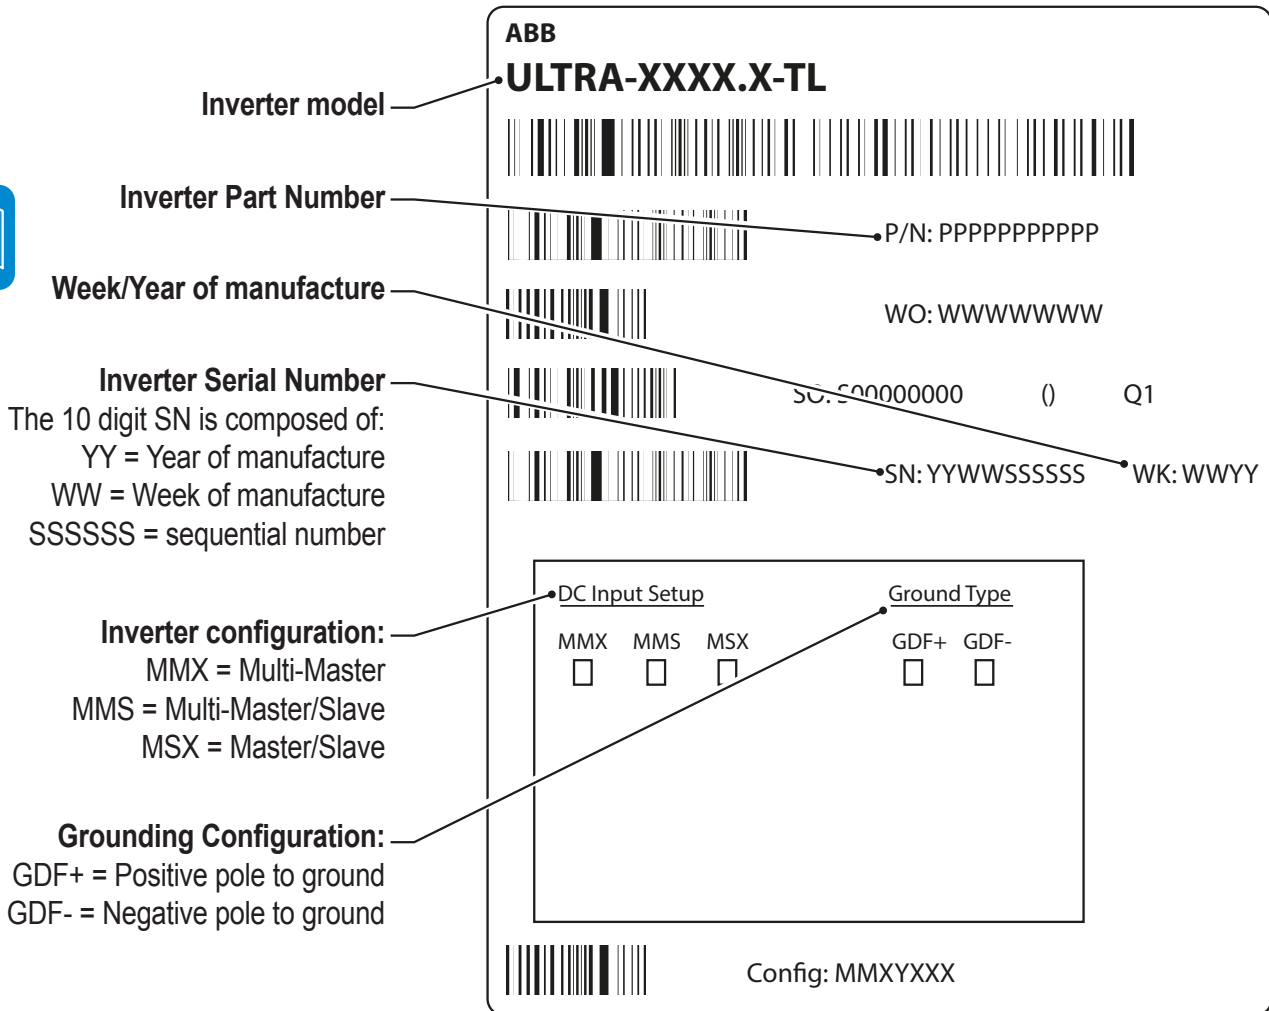 ABB
ULTRA-XXXX.X-TL
Inverter model
Inverter Part Number
P/N: PPPPPPPPPPP
Week/Year of manufacture
WO: WWWWWWW
Inverter Serial Number
The 10 digit SN is composed of:
YY = Year of manufacture
WW = Week of manufacture
SSSSSS = sequential number
SO: S00000000 () Q1
SN: YYWWSSSSSS WK: WWYY
DC Input Setup Ground Type
MMX MMS MSX GDF+ GDF-
Inverter configuration:
MMX = Multi-Master
MMS = Multi-Master/Slave
MSX = Master/Slave
Grounding Configuration:
GDF+ = Positive pole to ground
GDF- = Negative pole to ground
Config: MMXYXXX